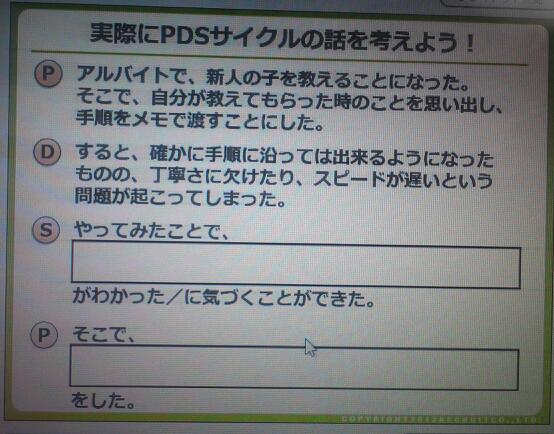 実際にPDSサイクルの話を考えよう！
P アルバイトで、新人の子を教えることになった。
そこで、自分が教えてもらった時のことを思い出し、
手順をメモで渡すことにした。
D すると、確かに手順に沿っては出来るようになった
ものの、丁寧さに欠けたり、スピードが遅いという
問題が起こってしまった。
S やってみたことで、
がわかった／に気づくことができた。
P そこで、
をした。
COPYRIGHT2012RECRUITCO.,LTD.